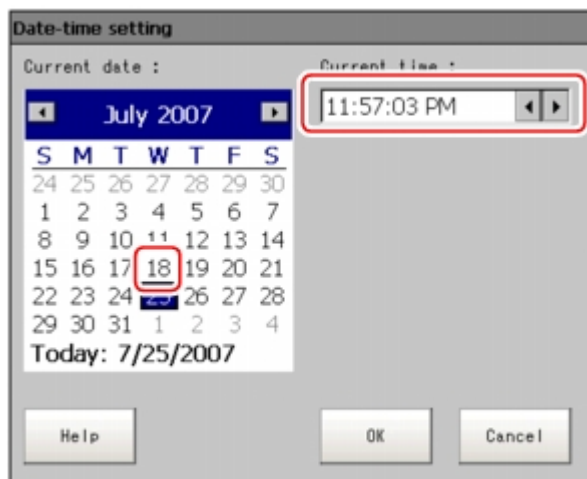 Date-time setting
Current date :
Current time :
July 2007
11:57:03 PM
S M T W T F S
24 25 26 27 28 29 30
1 2 3 4 5 6 7
8 9 10 11 12 13 14
15 16 17 18 19 20 21
22 23 24 25 26 27 28
29 30 31 1 2 3 4
Today: 7/25/2007
Help
OK
Cancel